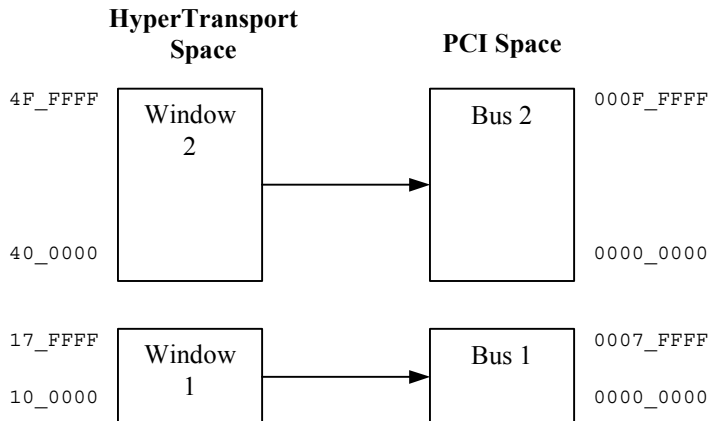 HyperTransport
Space
PCI Space
4F_FFFF
Window
2
Bus 2
000F_FFFF
40_0000
0000_0000
17_FFFF
Window
1
Bus 1
0007_FFFF
10_0000
0000_0000